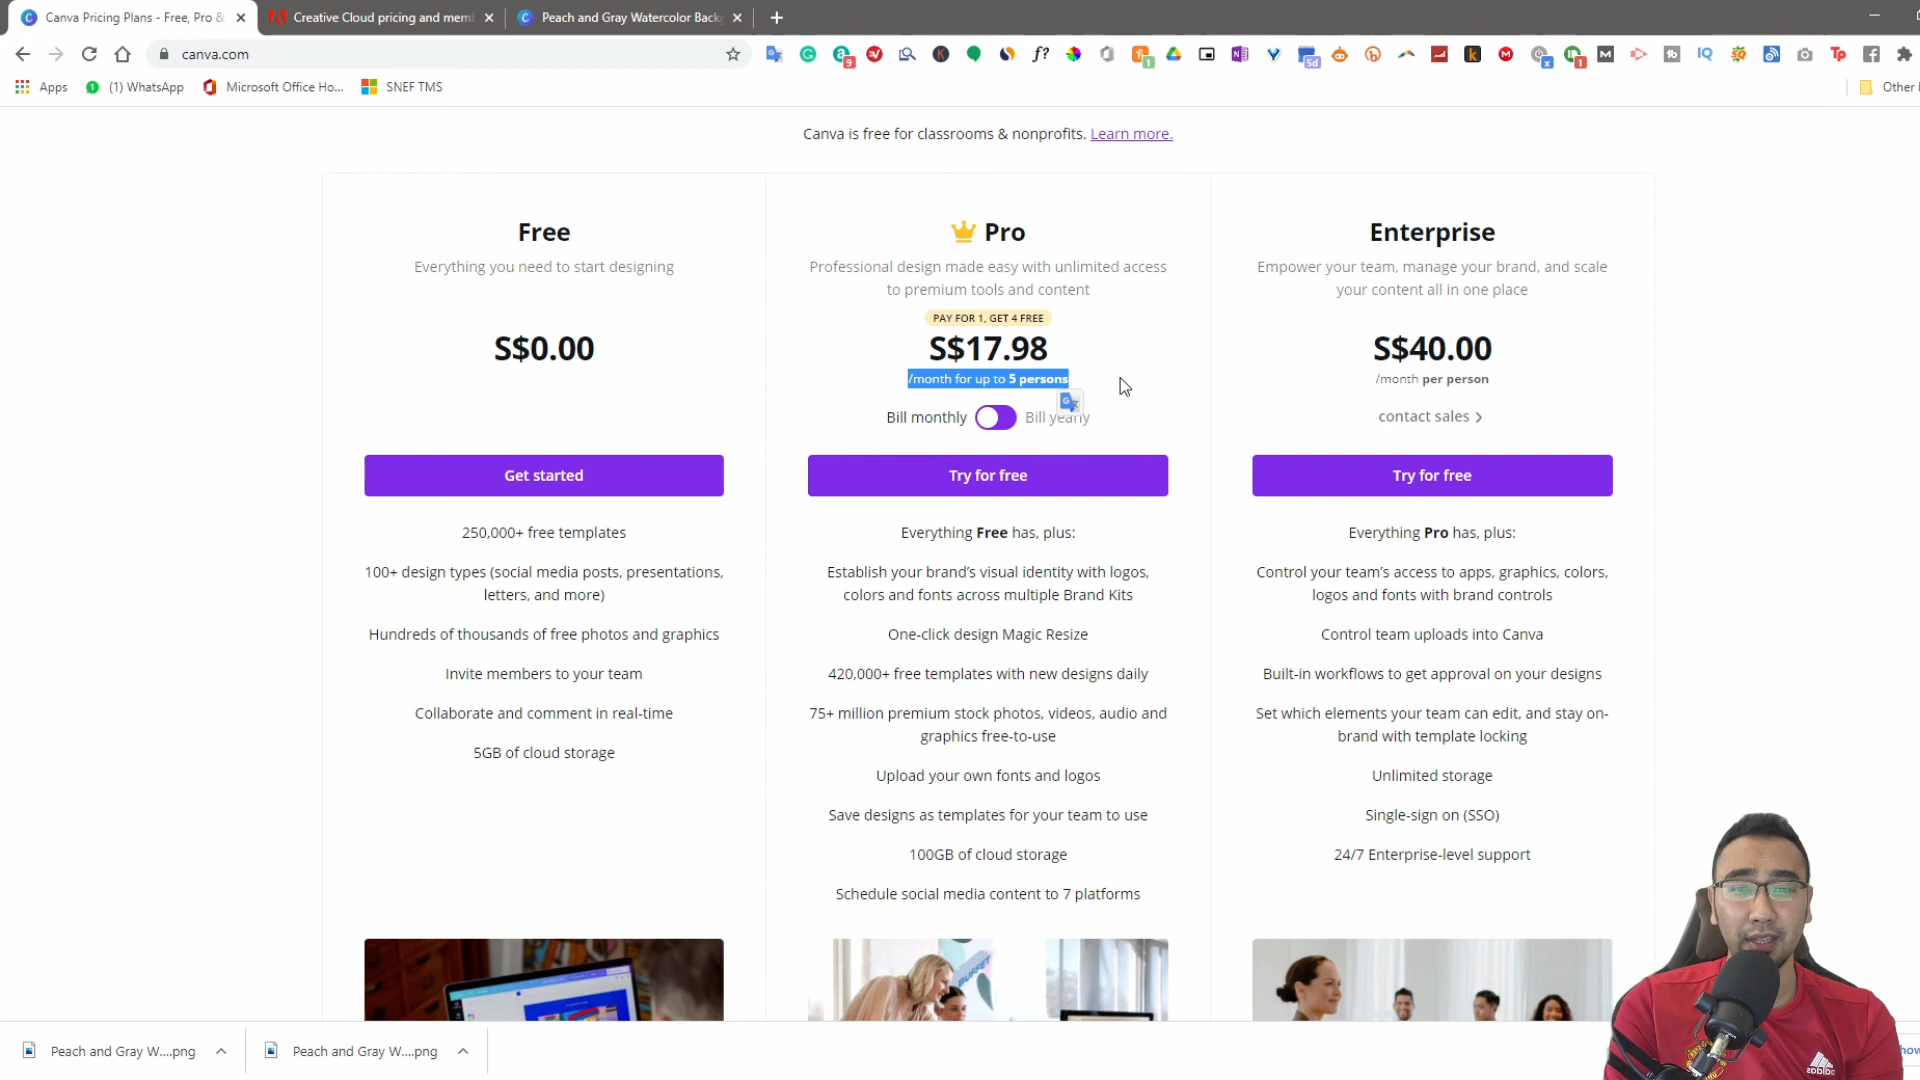 Canva Pricing Plans - Free, Pro &
Creative Cloud pricing and mem
Peach and Gray Watercolor Back
canva.com
Apps
(1) WhatsApp
Microsoft Office Ho...
SNEF TMS
Other
Canva is free for classrooms & nonprofits. Learn more.
Free
Everything you need to start designing
S$0.00
Get started
250,000+ free templates
100+ design types (social media posts, presentations,
letters, and more)
Hundreds of thousands of free photos and graphics
Invite members to your team
Collaborate and comment in real-time
5GB of cloud storage
Pro
Professional design made easy with unlimited access
to premium tools and content
PAY FOR 1, GET 4 FREE
S$17.98
/month for up to 5 persons
Bill monthly Bill yearly
Try for free
Everything Free has, plus:
Establish your brand’s visual identity with logos,
colors and fonts across multiple Brand Kits
One-click design Magic Resize
420,000+ free templates with new designs daily
75+ million premium stock photos, videos, audio and
graphics free-to-use
Upload your own fonts and logos
Save designs as templates for your team to use
100GB of cloud storage
Schedule social media content to 7 platforms
Enterprise
Empower your team, manage your brand, and scale
your content all in one place
S$40.00
/month per person
contact sales
Try for free
Everything Pro has, plus:
Control your team’s access to apps, graphics, colors,
logos and fonts with brand controls
Control team uploads into Canva
Built-in workflows to get approval on your designs
Set which elements your team can edit, and stay on-
brand with template locking
Unlimited storage
Single-sign on (SSO)
24/7 Enterprise-level support
BUFFET
adidas
Peach and Gray W....png
Peach and Gray W....png